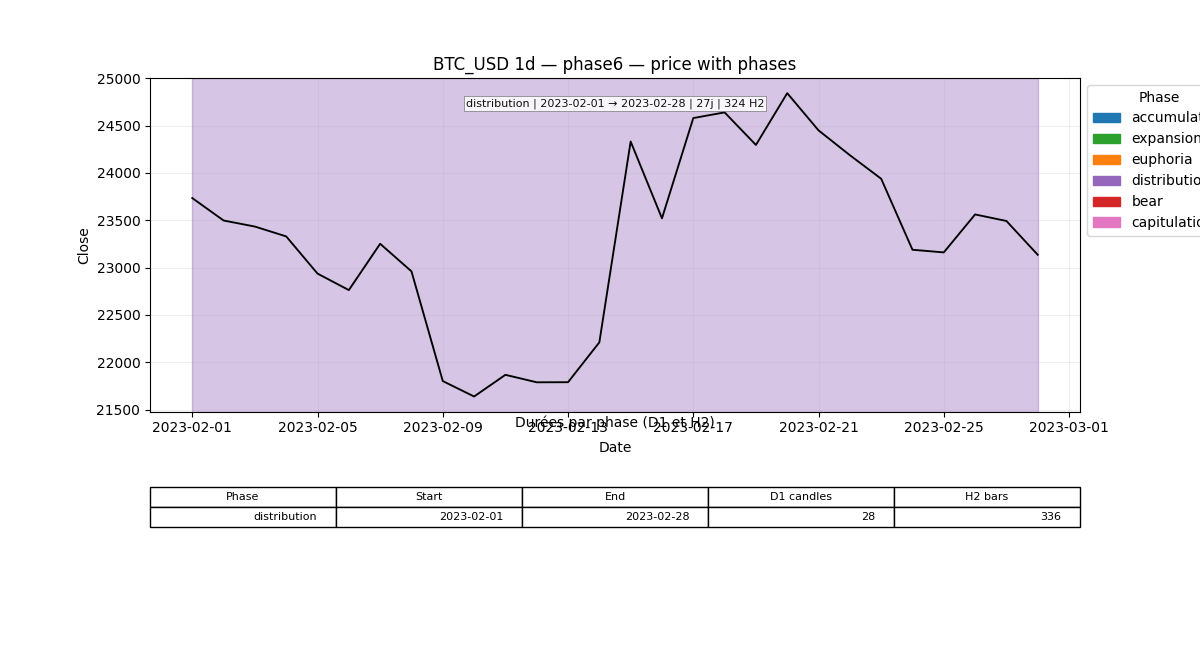 BTC_USD 1d — phase6 — price with phases
25000
24500
24000
23500
23000
22500
22000
21500
Close
distribution | 2023-02-01 → 2023-02-28 | 27j | 324 H2
Phase
accumulat
expansion
euphoria
distributio
bear
capitulatio
Durées par phase (D1 et H2)
2023-02-01 2023-02-05 2023-02-09 2023-02-13 2023-02-17 2023-02-21 2023-02-25 2023-03-01
Date
Phase Start End D1 candles H2 bars
distribution 2023-02-01 2023-02-28 28 336